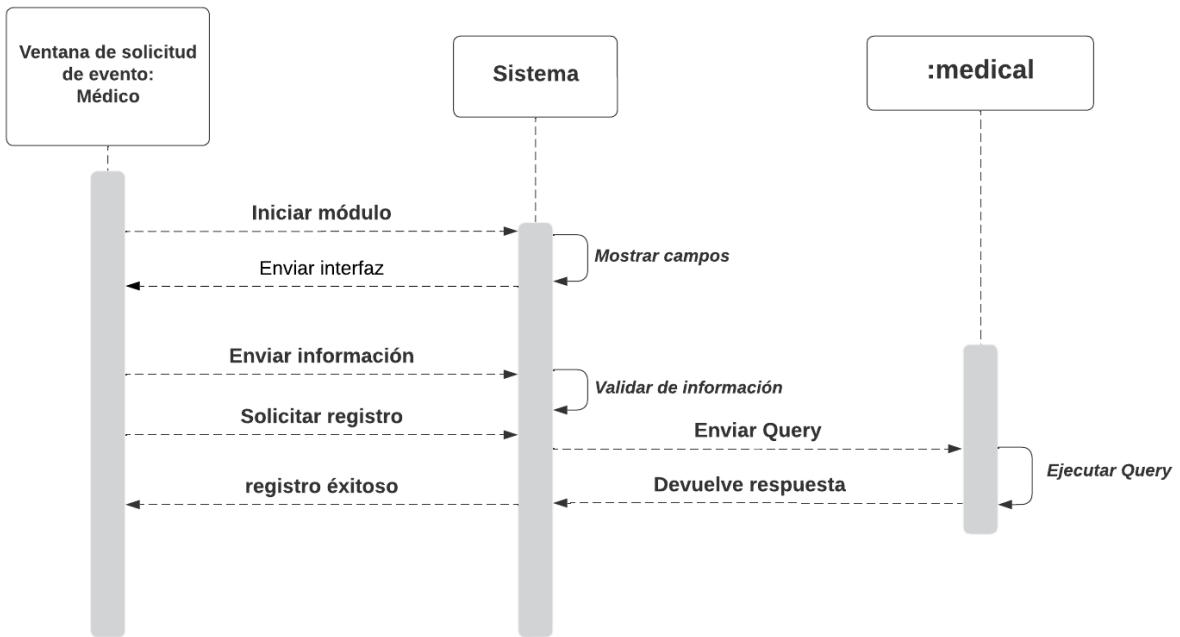 Ventana de solicitud
de evento:
Médico
Sistema
:medical
Iniciar módulo
Mostrar campos
Enviar interfaz
Enviar información
Validar de información
Solicitar registro
Enviar Query
Ejecutar Query
registro éxitoso
Devuelve respuesta